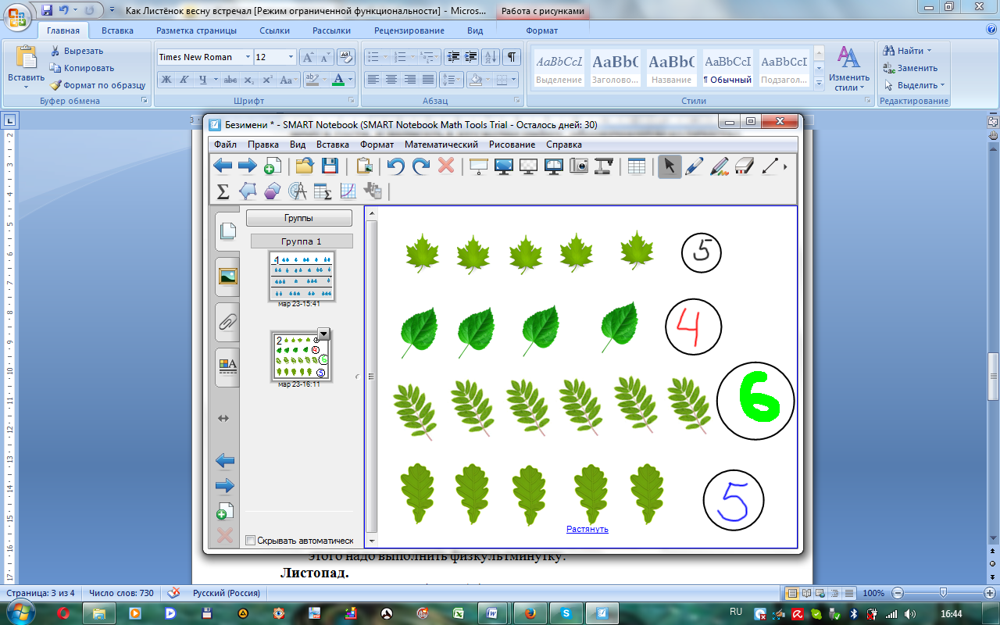 Как Листёнок весну встречал [Режим ограниченной функциональности] - Micros...
Работа с рисунками
Главная Вставка Разметка страницы Ссылки Рассылки Рецензирование Вид Формат
Вставить
Вырезать
Копировать
Формат по образцу
Буфер обмена
Times New Roman 12
Шрифт
Абзац
AaBbCcI AaBbC AaBbC AaBbCcI AaBbCcI
Выделение Заголово... Название ¶ Обычный Подзагол...
Изменить стили
Стили
Найти
Заменить
Выделить
Редактирование
Безимени * - SMART Notebook (SMART Notebook Math Tools Trial - Осталось дней: 30)
Файл Правка Вид Вставка Формат Математический Рисование Справка
Группы
Группа 1
1
мар 23-15:41
2
4
6
5
мар 23-16:11
Скрывать автоматическ
5
4
6
5
Растянуть
этого надо выполнить физкультминутку.
Листопад.
Страница: 3 из 4 Число слов: 730 Русский (Россия) 100%
RU 16:44